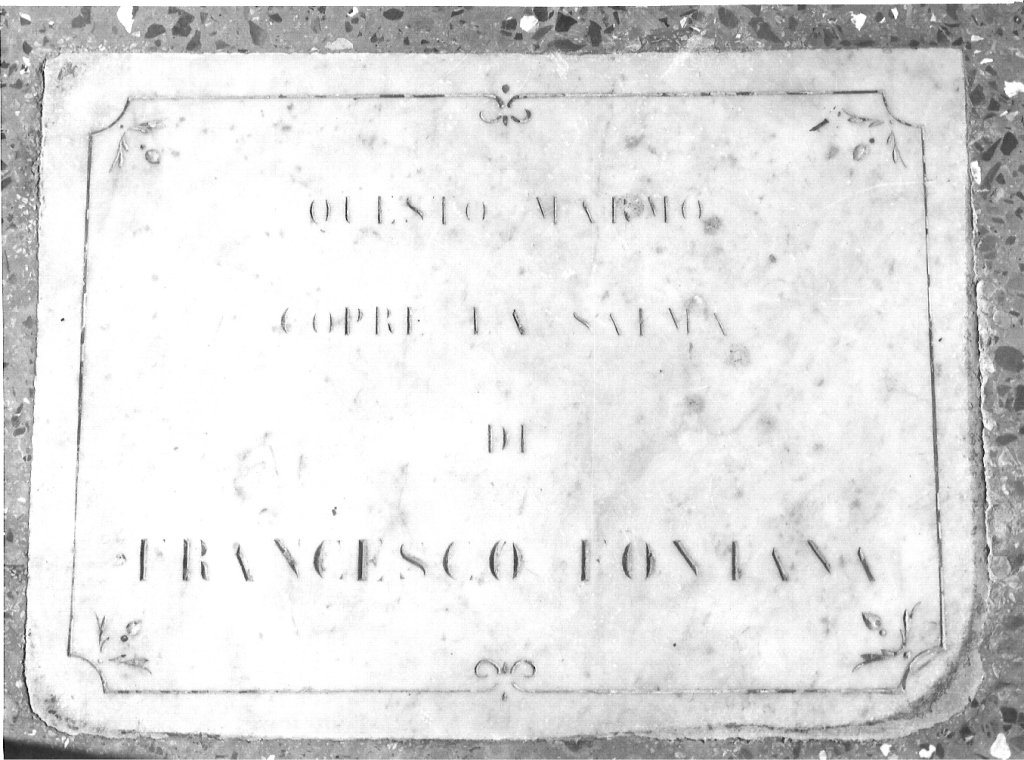 QUESTO MARMO
COPRE LA SALMA
DI
FRANCESCO FONTANA